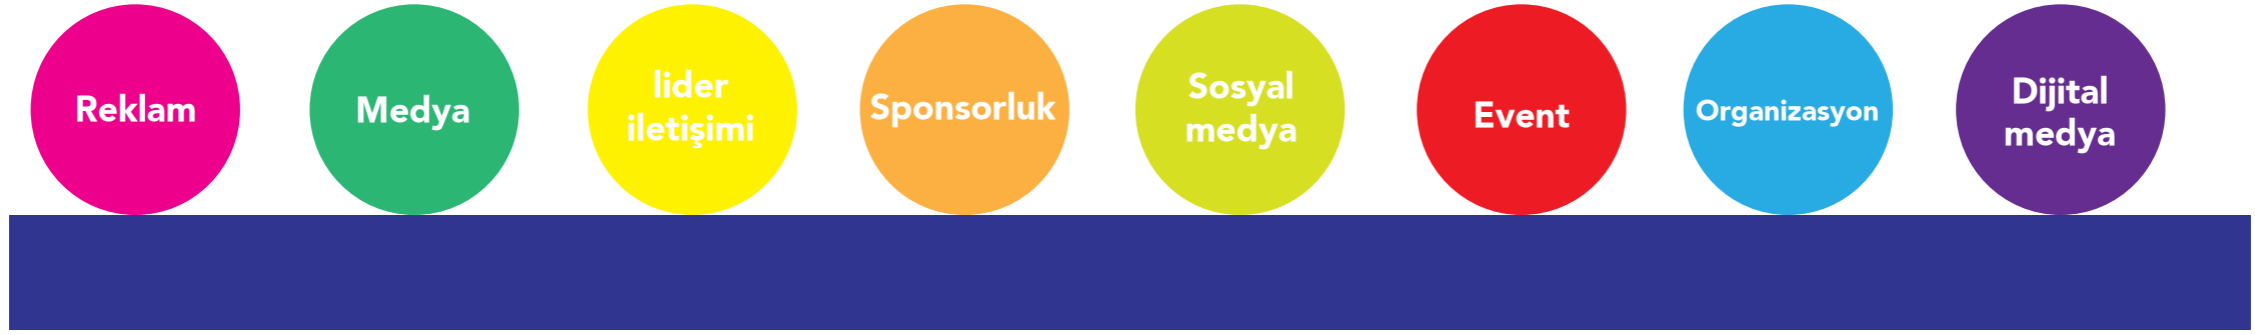 Reklam
Medya
lider
iletişimi
Sponsorluk
Sosyal
medya
Event
Organizasyon
Dijital
medya